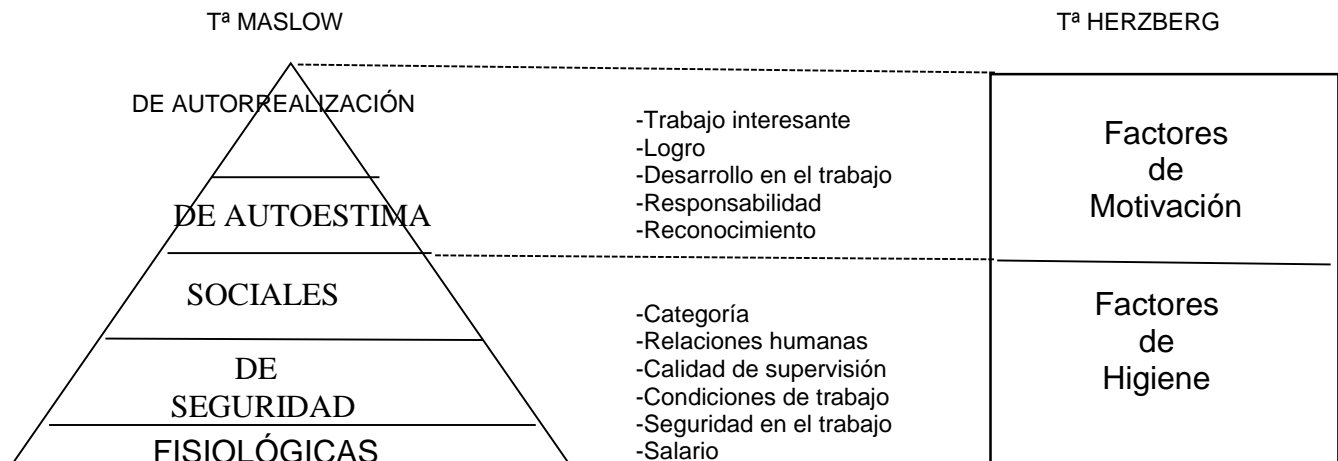 Tª MASLOW
Tª HERZBERG
DE AUTORREALIZACIÓN
DE AUTOESTIMA
SOCIALES
DE
SEGURIDAD
FISIOLÓGICAS
-Trabajo interesante
-Logro
-Desarrollo en el trabajo
-Responsabilidad
-Reconocimiento
-Categoría
-Relaciones humanas
-Calidad de supervisión
-Condiciones de trabajo
-Seguridad en el trabajo
-Salario
Factores
de
Motivación
Factores
de
Higiene